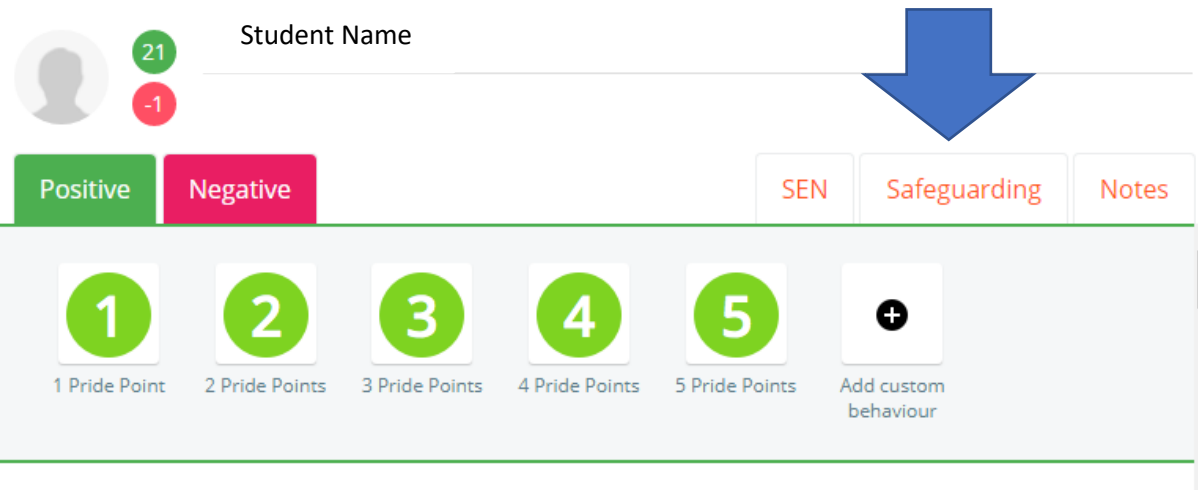 21
Student Name
-1
Positive
Negative
SEN
Safeguarding
Notes
1
2
3
4
5
1 Pride Point
2 Pride Points
3 Pride Points
4 Pride Points
5 Pride Points
Add custom
behaviour